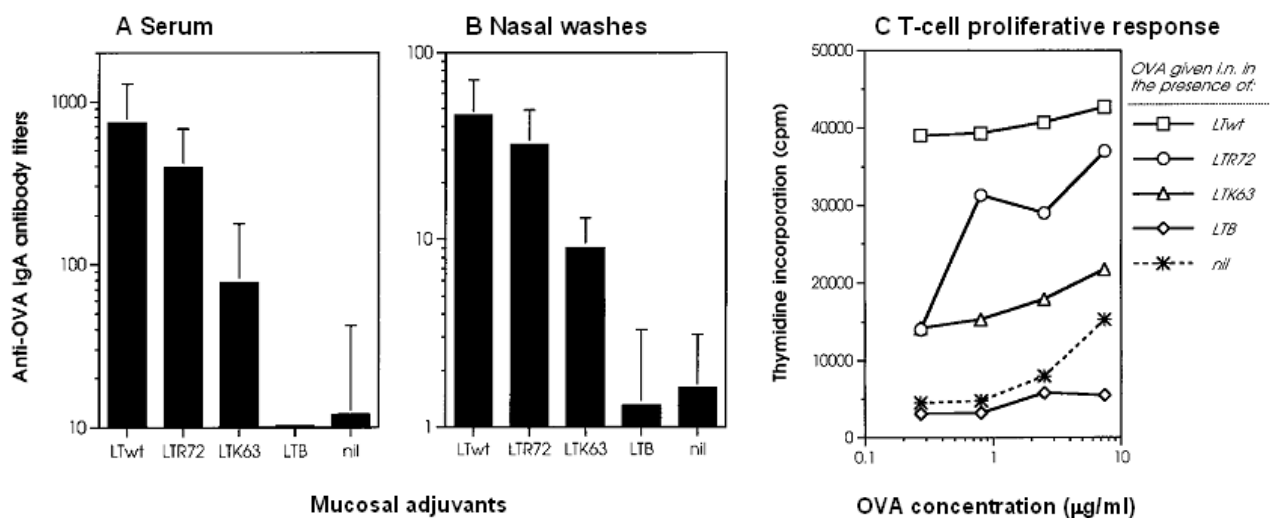 A Serum
B Nasal washes
C T-cell proliferative response
Anti-OVA IgA antibody titers
1000
100
10
LTwt LTR72 LTK63 LTB nil
100
10
1
LTwt LTR72 LTK63 LTB nil
Mucosal adjuvants
Thymidine incorporation (cpm)
50000
40000
30000
20000
10000
0
0.1 1 10
OVA concentration (µg/ml)
OVA given i.n. in
the presence of:
LTwt
LTR72
LTK63
LTB
nil